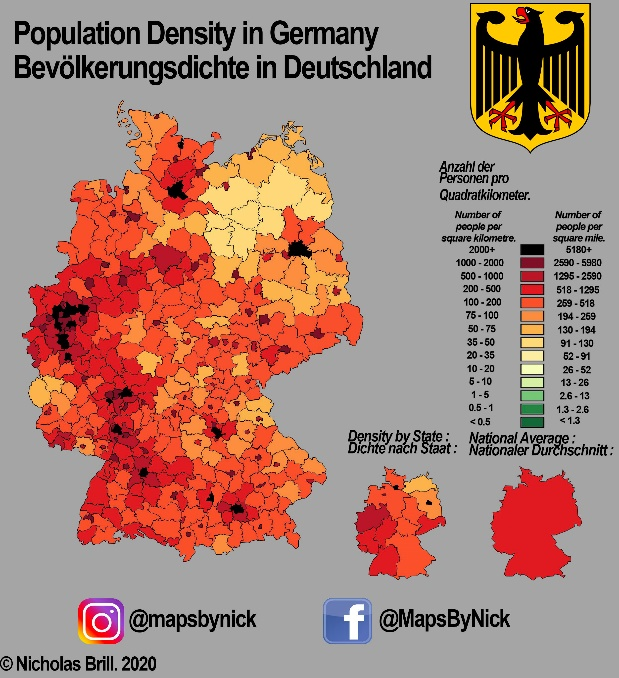 Population Density in Germany
Bevölkerungsdichte in Deutschland
Anzahl der
Personen pro
Quadratkilometer.
Number of people per square kilometre. Number of people per square mile.
2000+ 5180+
1000 - 2000 2590 - 5980
500 - 1000 1295 - 2590
200 - 500 518 - 1295
100 - 200 259 - 518
75 - 100 194 - 259
50 - 75 130 - 194
35 - 50 91 - 130
20 - 35 52 - 91
10 - 20 26 - 52
5 - 10 13 - 26
1 - 5 2.6 - 13
0.5 - 1 1.3 - 2.6
< 0.5 < 1.3
Density by State :
Dichte nach Staat :
National Average :
Nationaler Durchschnitt :
@mapsbynick
@MapsByNick
© Nicholas Brill. 2020